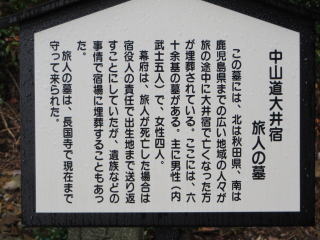 中山道大井宿
旅人の墓
この墓には、北は秋田県、南は
鹿児島県までの広い地域の人々が
旅の途中に大井宿で亡くなった方
が埋葬されている。ここには、六
十余基の墓がある。主に男性（内
武士五人）で、女性四人。
幕府は、旅人が死亡した場合は
宿役人の責任で出生地まで送り返
すことにしていたが、遺族などの
事情で宿場に埋葬することもあっ
た。
旅人の墓は、長国寺で現在まで
守って来られた。